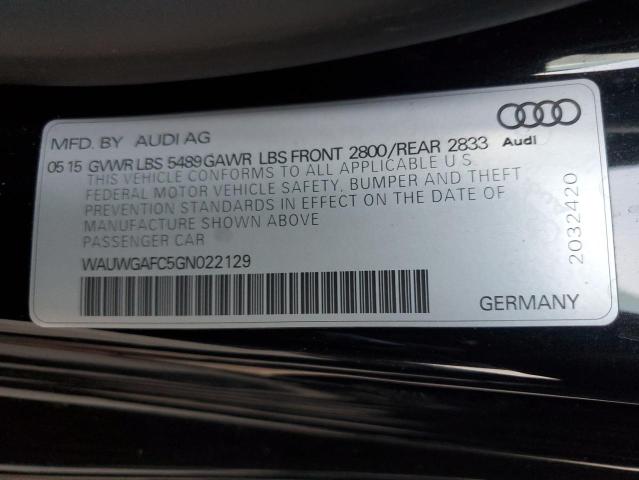 MFD. BY AUDI AG
Audi
05 15 GVWR LBS 5489 GAWR LBS FRONT 2800/REAR 2833
THIS VEHICLE CONFORMS TO ALL APPLICABLE U S
FEDERAL MOTOR VEHICLE SAFETY, BUMPER AND THEFT
PREVENTION STANDARDS IN EFFECT ON THE DATE OF
MANUFACTURE SHOWN ABOVE
PASSENGER CAR
WAUWGAFC5GN022129
2032420
GERMANY